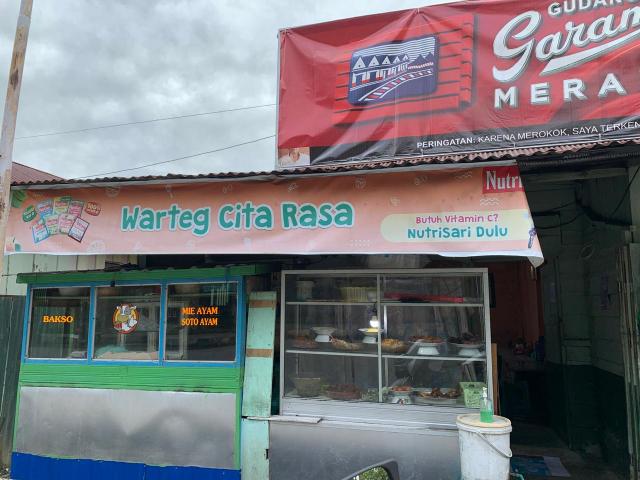 GUDANG
Garam
MERA
PERINGATAN: KARENA MEROKOK, SAYA TERKEN
Nutri
Warteg Cita Rasa
Butuh Vitamin C?
NutriSari Dulu
BAKSO
MIE AYAM
SOTO AYAM